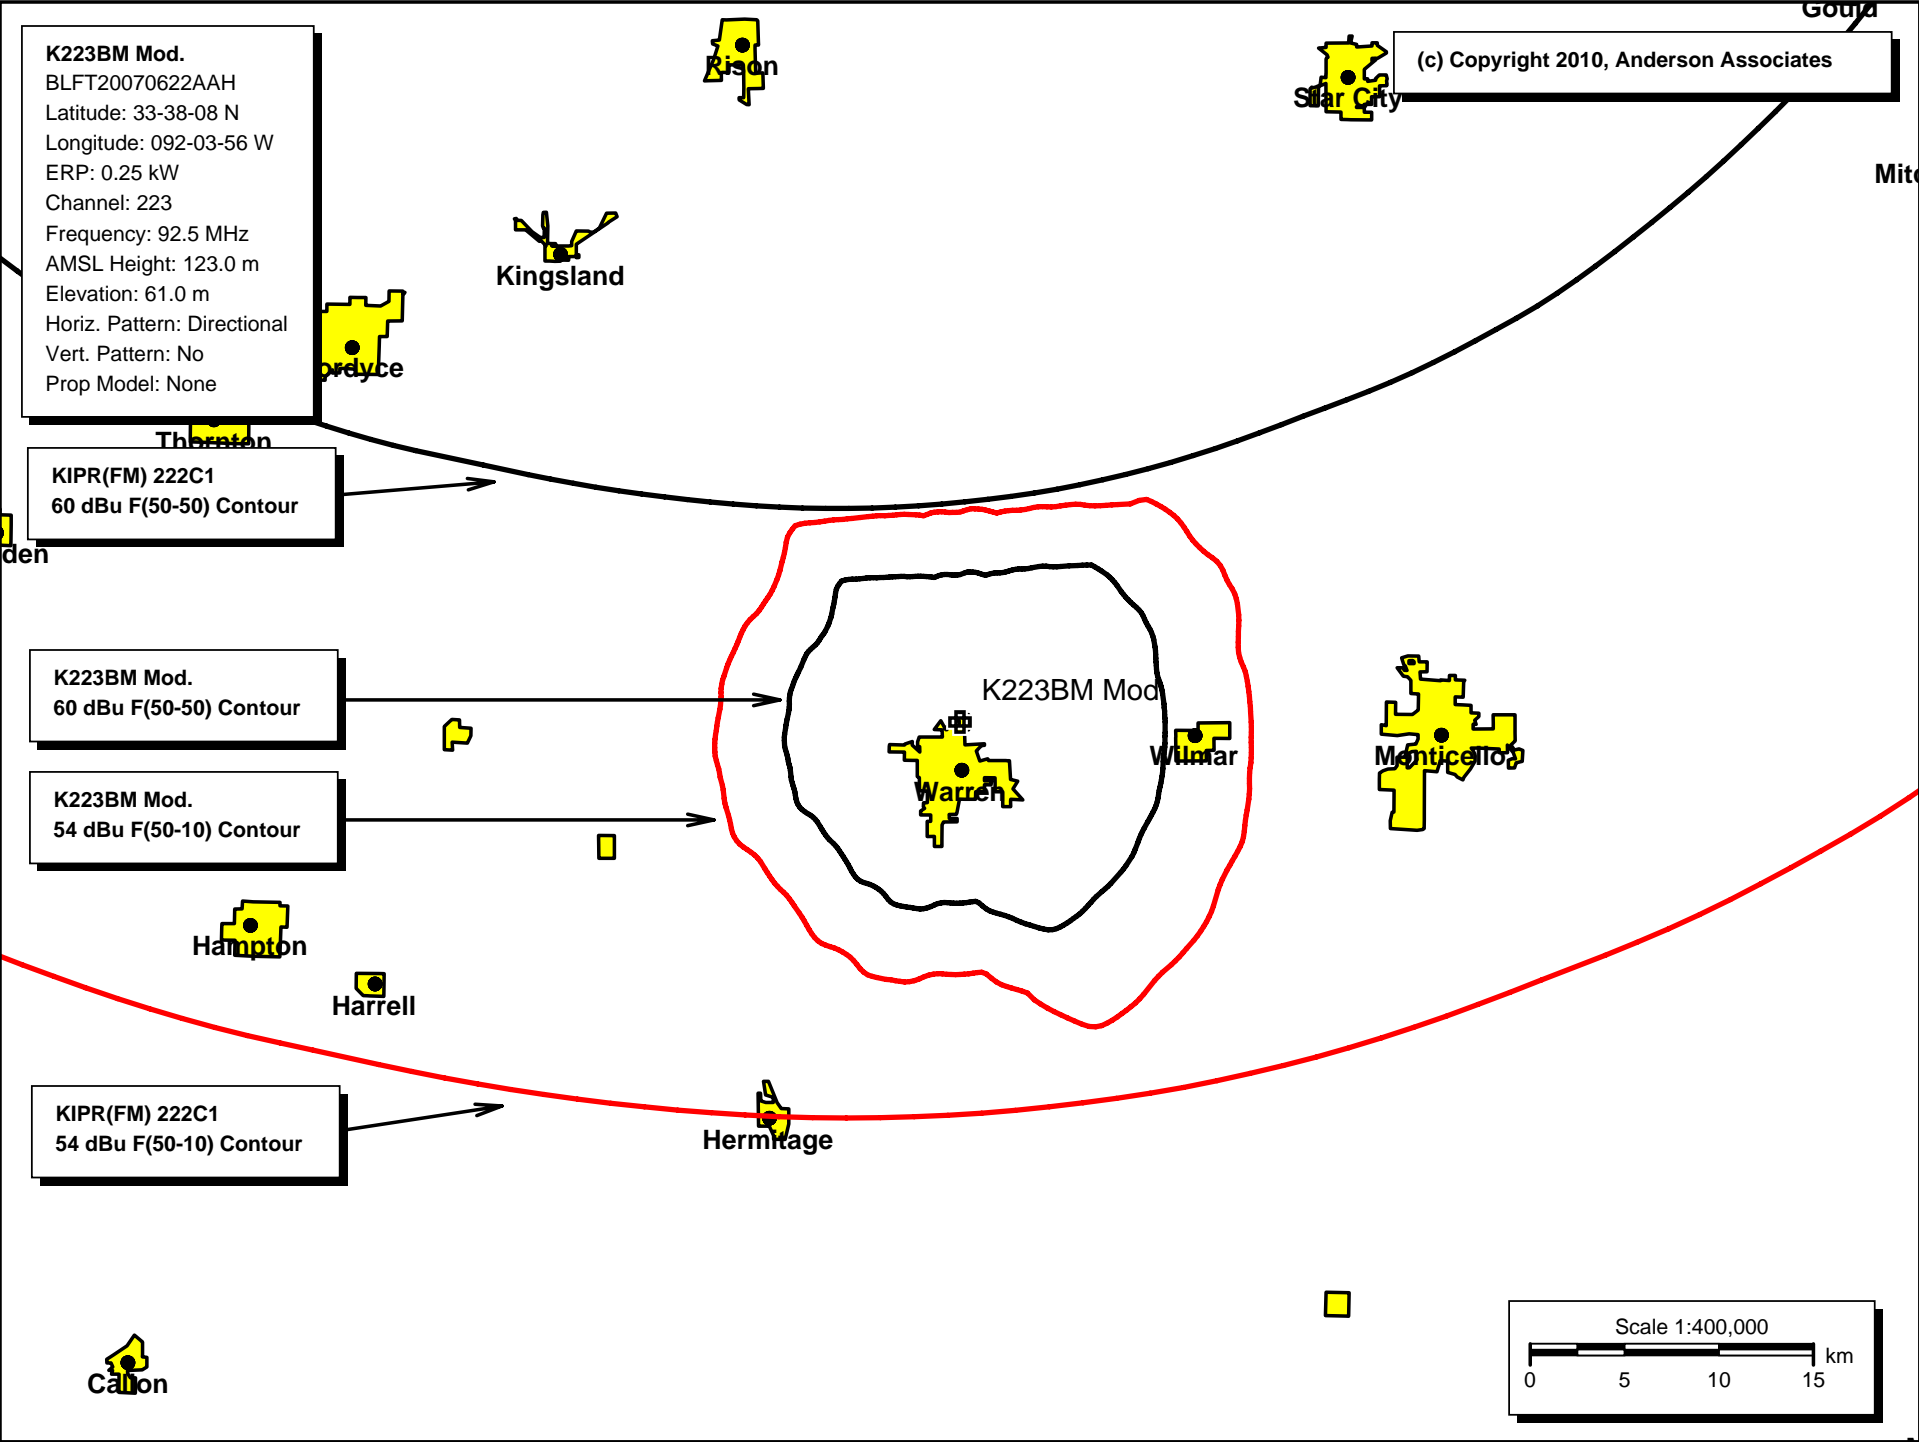 Gould
K223BM Mod.
BLFT20070622AAH
Latitude: 33-38-08 N
Longitude: 092-03-56 W
ERP: 0.25 kW
Channel: 223
Frequency: 92.5 MHz
AMSL Height: 123.0 m
Elevation: 61.0 m
Horiz. Pattern: Directional
Vert. Pattern: No
Prop Model: None
Rison
Star City
(c) Copyright 2010, Anderson Associates
Mitc
Kingsland
ordyce
Thornton
KIPR(FM) 222C1
60 dBu F(50-50) Contour
den
K223BM Mod.
60 dBu F(50-50) Contour
K223BM Mod
Warren
Wilmar
Monticello
K223BM Mod.
54 dBu F(50-10) Contour
Hampton
Harrell
KIPR(FM) 222C1
54 dBu F(50-10) Contour
Hermitage
Calion
Scale 1:400,000
km
0 5 10 15